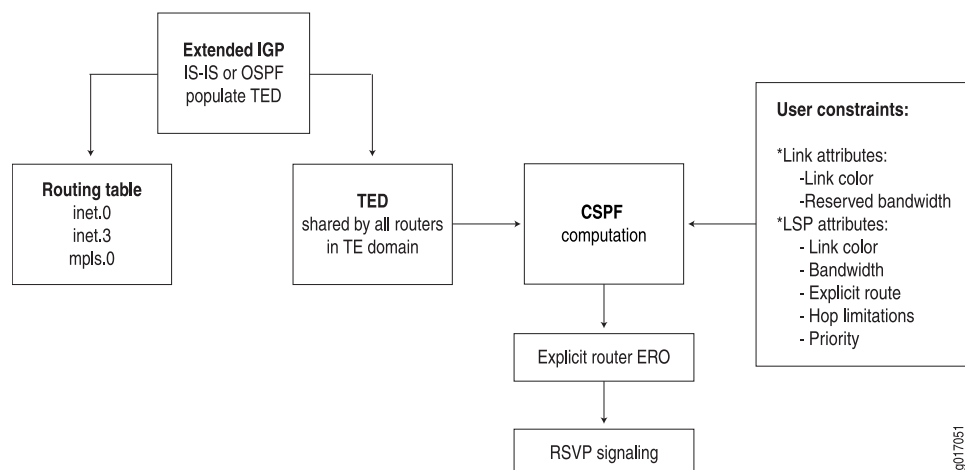 Extended IGP
IS-IS or OSPF
populate TED
Routing table
inet.0
inet.3
mpls.0
TED
shared by all routers
in TE domain
CSPF
computation
User constraints:
*Link attributes:
-Link color
-Reserved bandwidth
*LSP attributes:
- Link color
- Bandwidth
- Explicit route
- Hop limitations
- Priority
Explicit router ERO
RSVP signaling
g017051